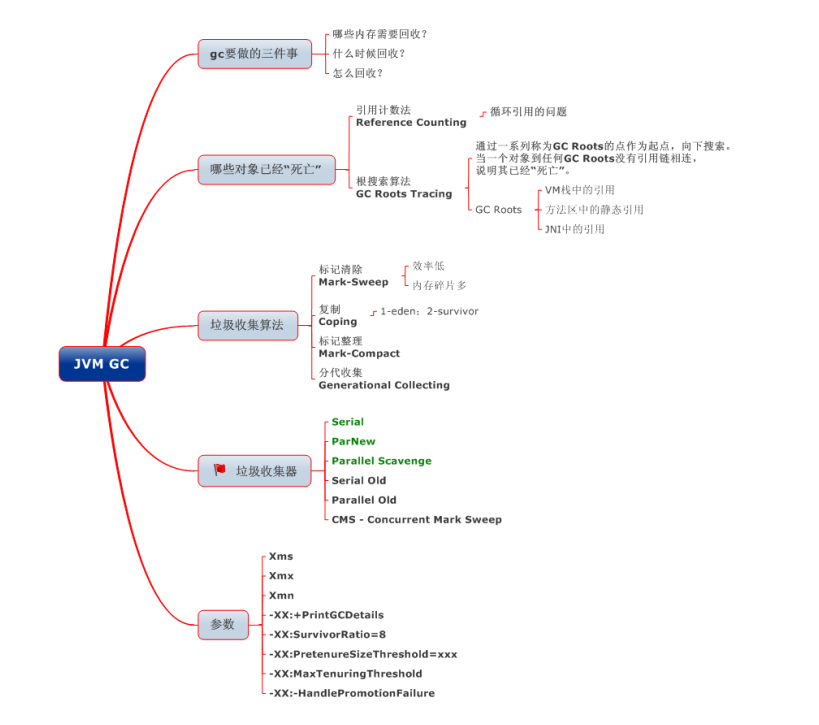 JVM GC
gc要做的三件事
哪些内存需要回收？
什么时候回收？
怎么回收？
哪些对象已经“死亡”
引用计数法
Reference Counting
循环引用的问题
根搜索算法
GC Roots Tracing
通过一系列称为GC Roots的点作为起点，向下搜索。
当一个对象到任何GC Roots没有引用链相连，
说明其已经“死亡”。
GC Roots
VM栈中的引用
方法区中的静态引用
JNI中的引用
垃圾收集算法
标记清除
Mark-Sweep
效率低
内存碎片多
复制
Coping
1-eden；2-survivor
标记整理
Mark-Compact
分代收集
Generational Collecting
垃圾收集器
Serial
ParNew
Parallel Scavenge
Serial Old
Parallel Old
CMS - Concurrent Mark Sweep
参数
Xms
Xmx
Xmn
-XX:+PrintGCDetails
-XX:SurvivorRatio=8
-XX:PretenureSizeThreshold=xxx
-XX:MaxTenuringThreshold
-XX:-HandlePromotionFailure